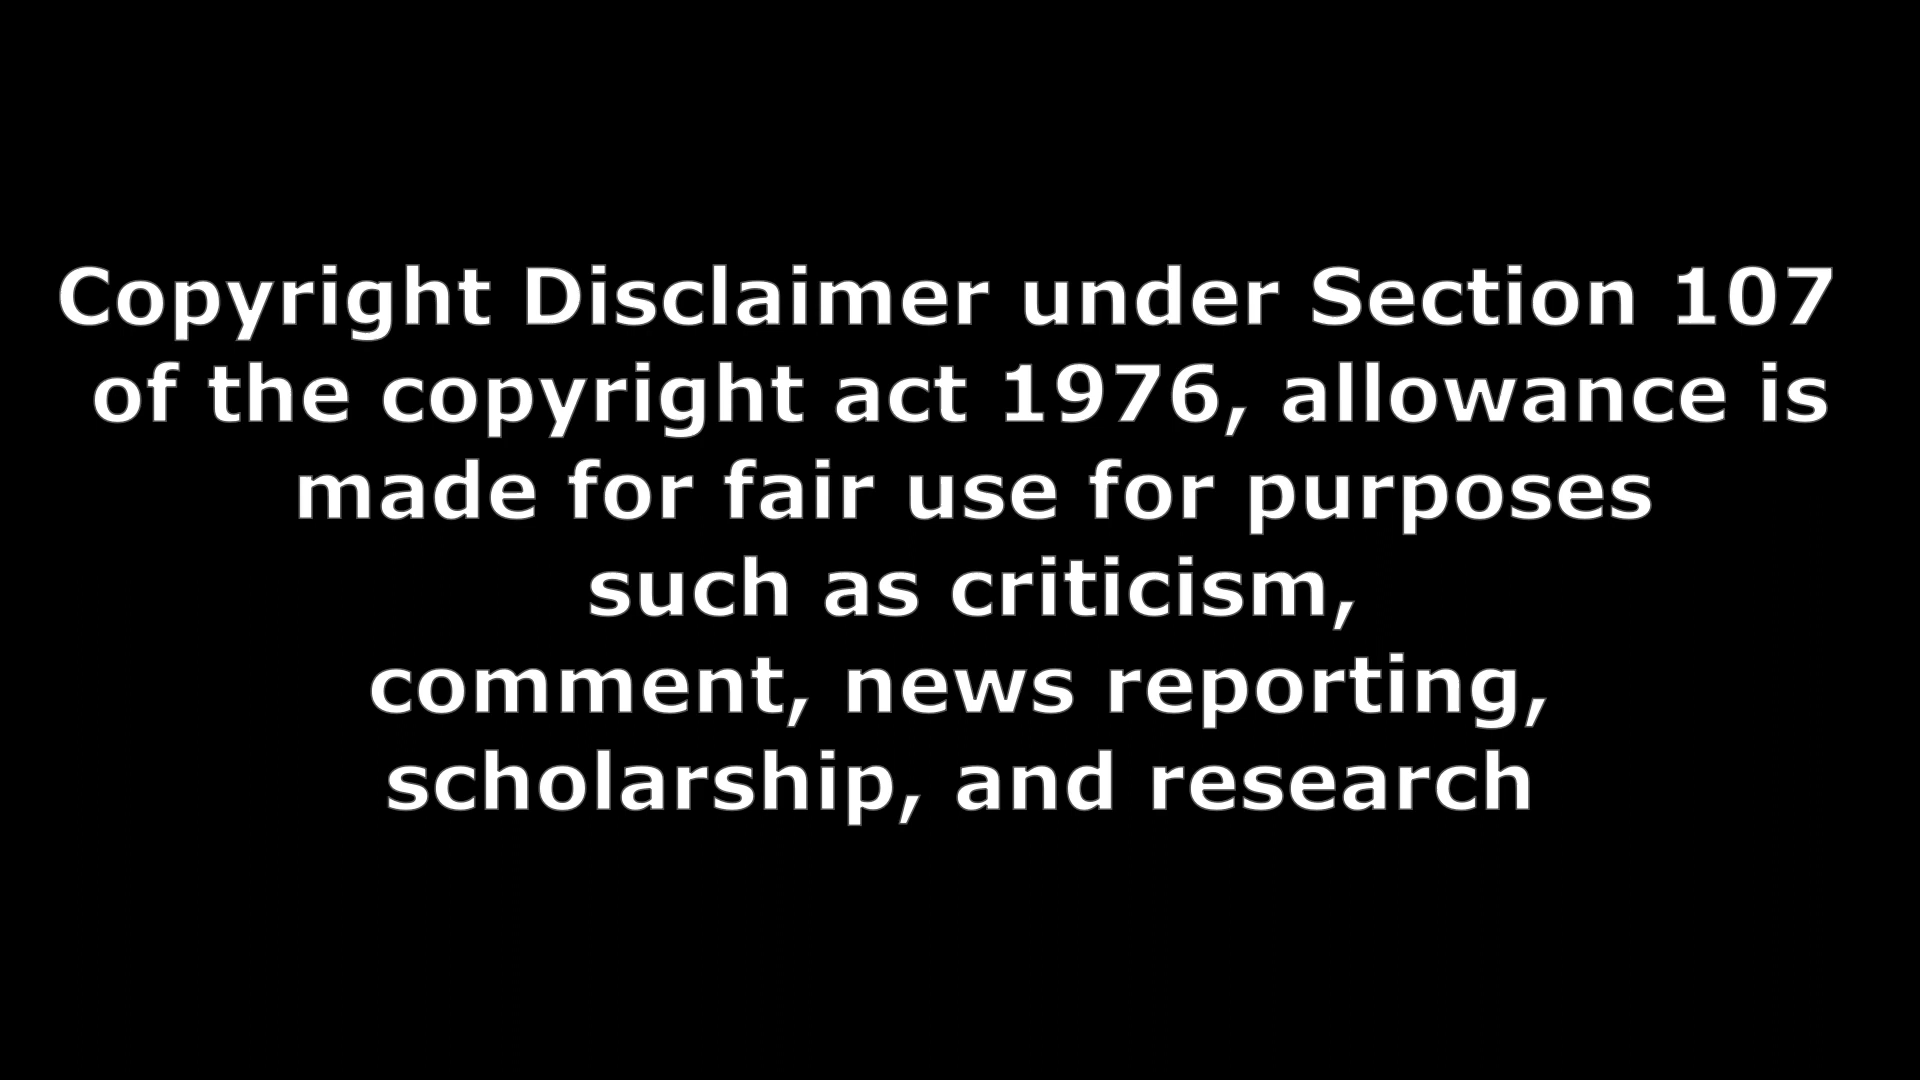 Copyright Disclaimer under Section 107
of the copyright act 1976, allowance is
made for fair use for purposes
such as criticism,
comment, news reporting,
scholarship, and research